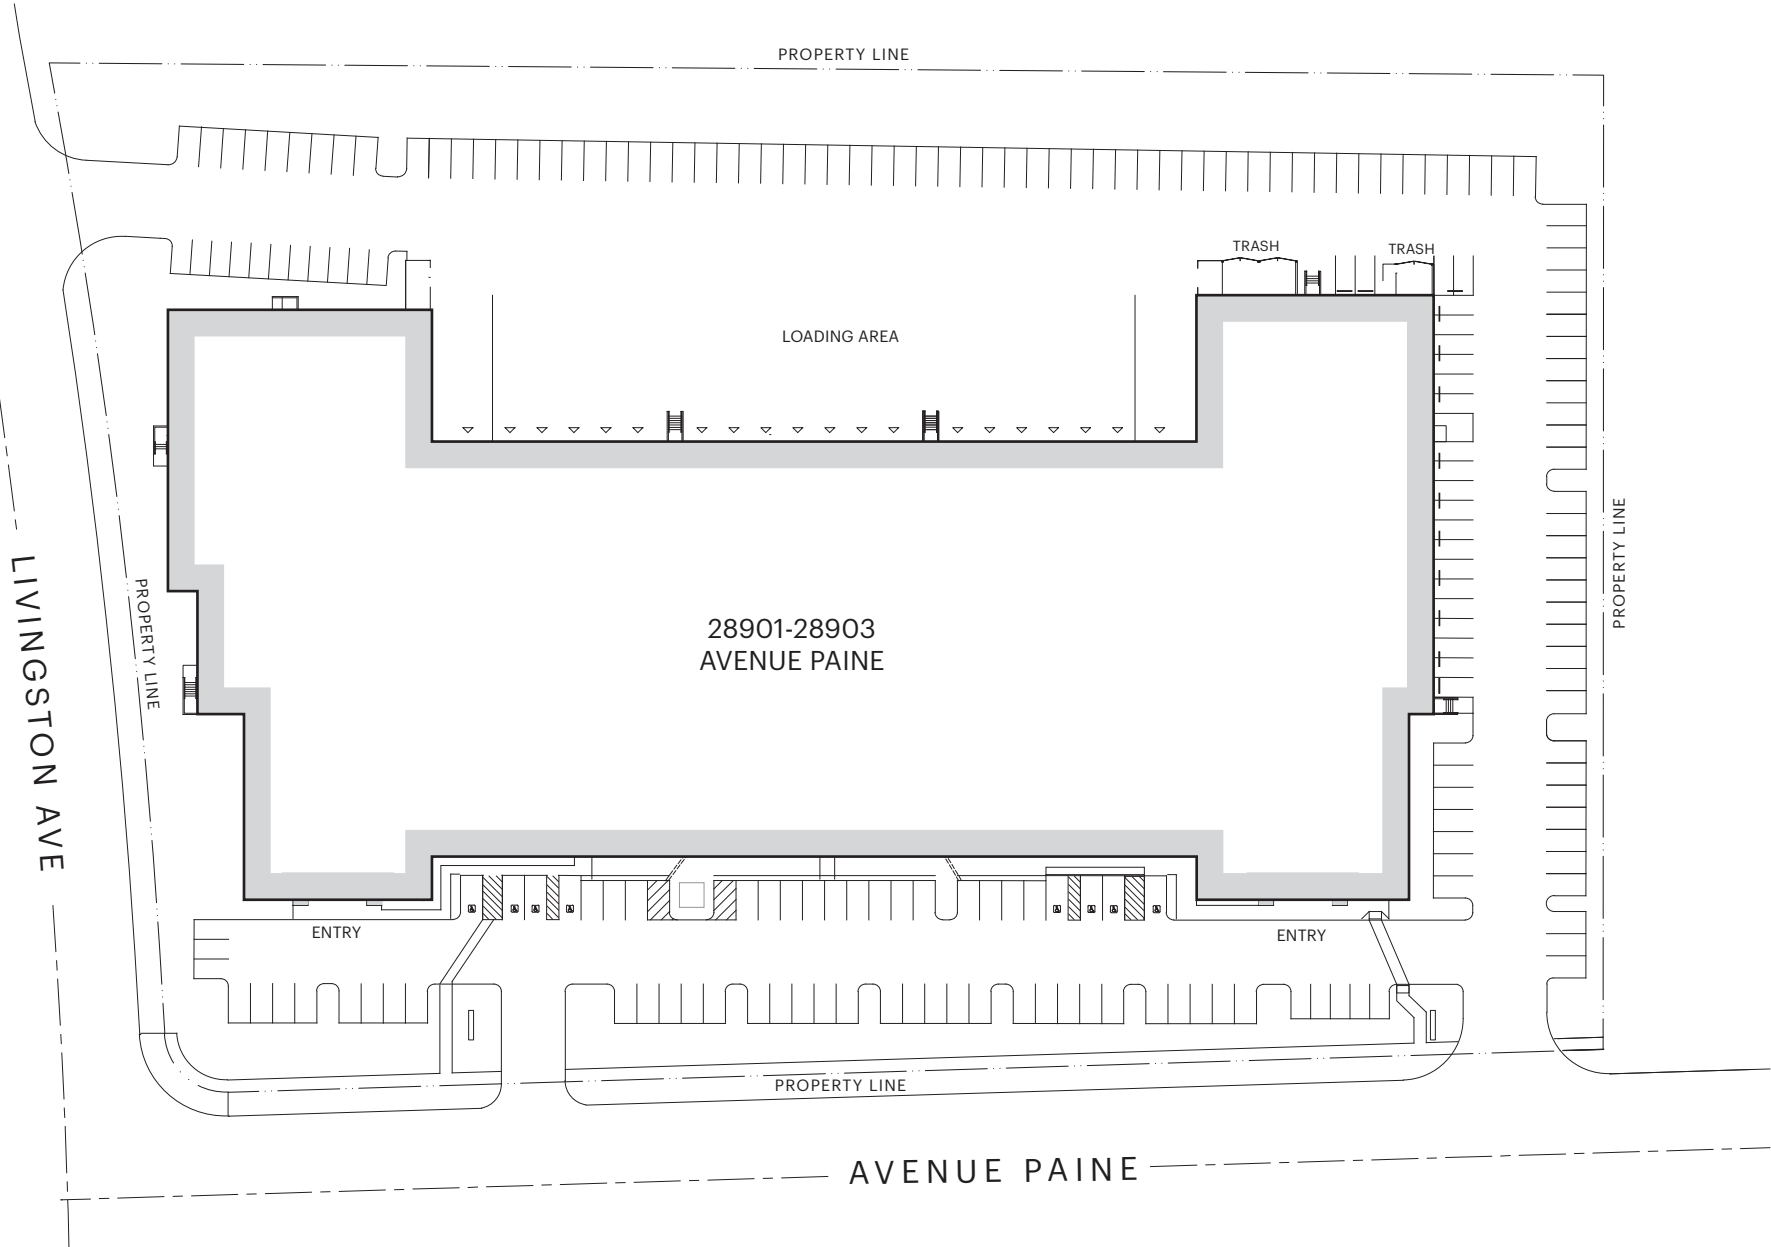 PROPERTY LINE
TRASH
TRASH
LOADING AREA
PROPERTY LINE
LIVINGSTON AVE
PROPERTY LINE
28901-28903
AVENUE PAINE
ENTRY
ENTRY
PROPERTY LINE
AVENUE PAINE